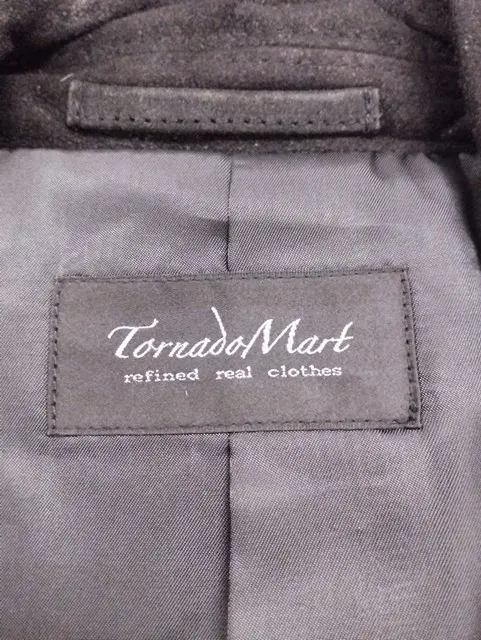 TornadoMart
refined real clothes